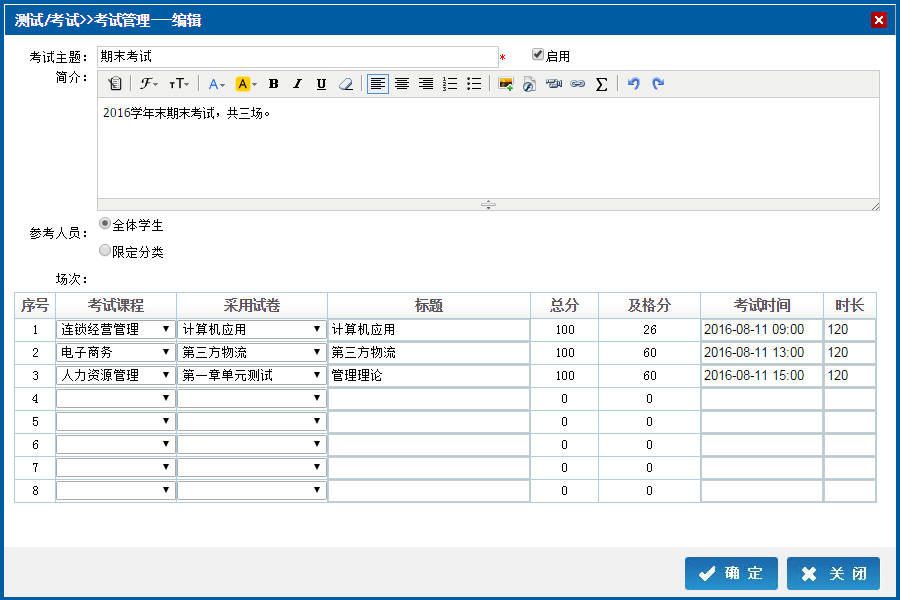 测试/考试>>考试管理——编辑
考试主题： 期末考试 * 启用
简介：
2016学年末期末考试，共三场。
参考人员： 全体学生
限定分类
场次：
序号 考试课程 采用试卷 标题 总分 及格分 考试时间 时长
1 连锁经营管理 计算机应用 计算机应用 100 26 2016-08-11 09:00 120
2 电子商务 第三方物流 第三方物流 100 60 2016-08-11 13:00 120
3 人力资源管理 第一章单元测试 管理理论 100 60 2016-08-11 15:00 120
4 0 0
5 0 0
6 0 0
7 0 0
8 0 0
确 定 关 闭